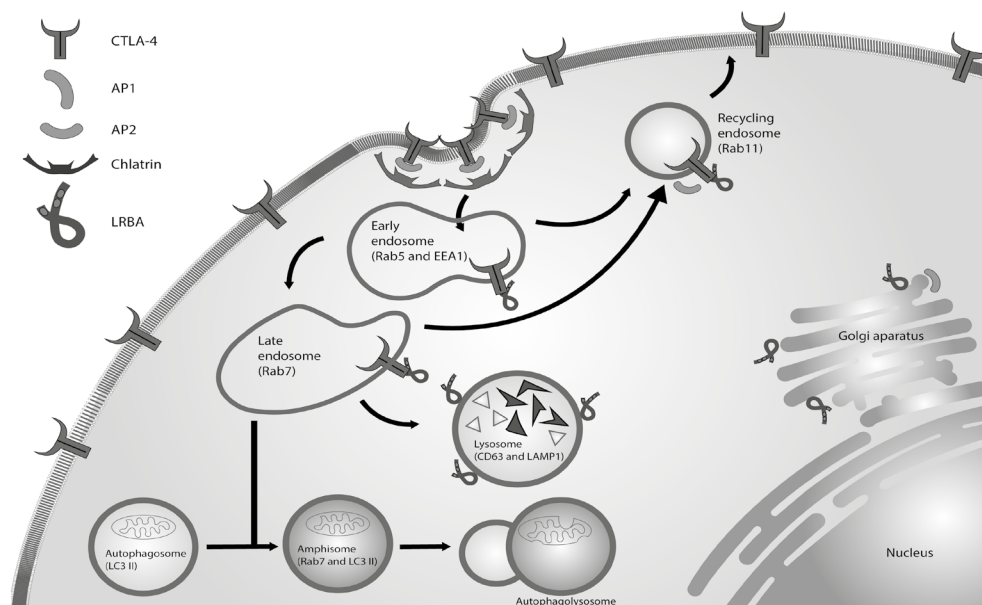 CTLA-4
AP1
AP2
Chlatrin
LRBA
Recycling
endosome
(Rab11)
Early
endosome
(Rab5 and EEA1)
Late
endosome
(Rab7)
Golgi aparatus
Lysosome
(CD63 and LAMP1)
Autophagosome
(LC3 II)
Amphisome
(Rab7 and LC3 II)
Autophagolysosome
Nucleus